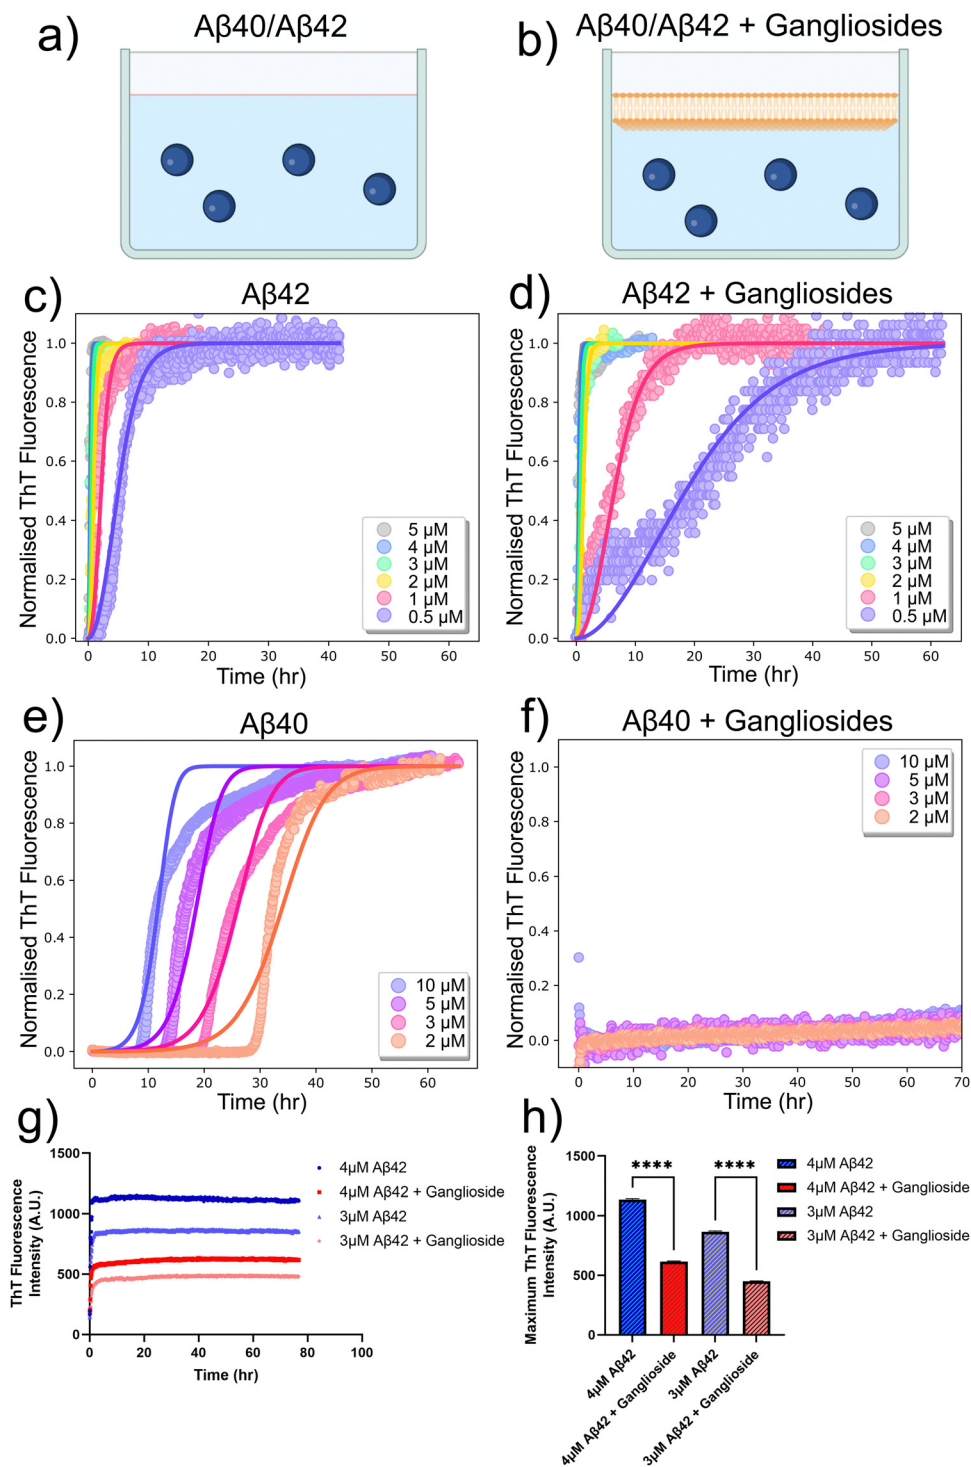 a)
Aβ40/Aβ42
b)
Aβ40/Aβ42 + Gangliosides
c)
Aβ42
Normalised ThT Fluorescence
1.0
0.8
0.6
0.4
0.2
0.0
5 µM
4 µM
3 µM
2 µM
1 µM
0.5 µM
0 10 20 30 40 50 60
Time (hr)
d)
Aβ42 + Gangliosides
Normalised ThT Fluorescence
1.0
0.8
0.6
0.4
0.2
0.0
5 µM
4 µM
3 µM
2 µM
1 µM
0.5 µM
0 10 20 30 40 50 60
Time (hr)
e)
Aβ40
Normalised ThT Fluorescence
1.0
0.8
0.6
0.4
0.2
0.0
10 µM
5 µM
3 µM
2 µM
0 10 20 30 40 50 60
Time (hr)
f)
Aβ40 + Gangliosides
Normalised ThT Fluorescence
1.0
0.8
0.6
0.4
0.2
0.0
10 µM
5 µM
3 µM
2 µM
0 10 20 30 40 50 60 70
Time (hr)
g)
ThT Fluorescence
Intensity (A.U.)
1500
1000
500
0
0 20 40 60 80 100
Time (hr)
4µM Aβ42
4µM Aβ42 + Ganglioside
3µM Aβ42
3µM Aβ42 + Ganglioside
h)
Maximum ThT Fluorescence
Intensity (A.U.)
1500
1000
500
0
**** ****
4µM Aβ42
4µM Aβ42 + Ganglioside
3µM Aβ42
3µM Aβ42 + Ganglioside
4µM Aβ42
4µM Aβ42 + Ganglioside
3µM Aβ42
3µM Aβ42 + Ganglioside